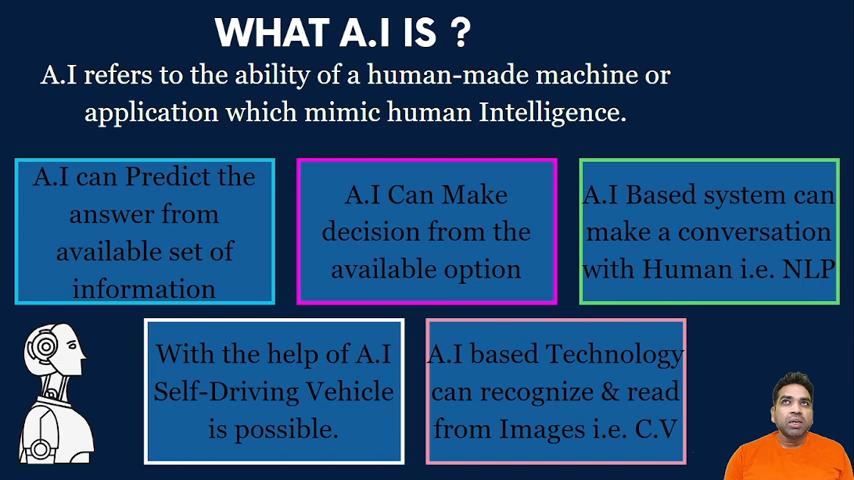 WHAT A.I IS ?
A.I refers to the ability of a human-made machine or
application which mimic human Intelligence.
A.I can Predict the
answer from
available set of
information
A.I Can Make
decision from the
available option
A.I Based system can
make a conversation
with Human i.e. NLP
With the help of A.I
Self-Driving Vehicle
is possible.
A.I based Technology
can recognize & read
from Images i.e. C.V